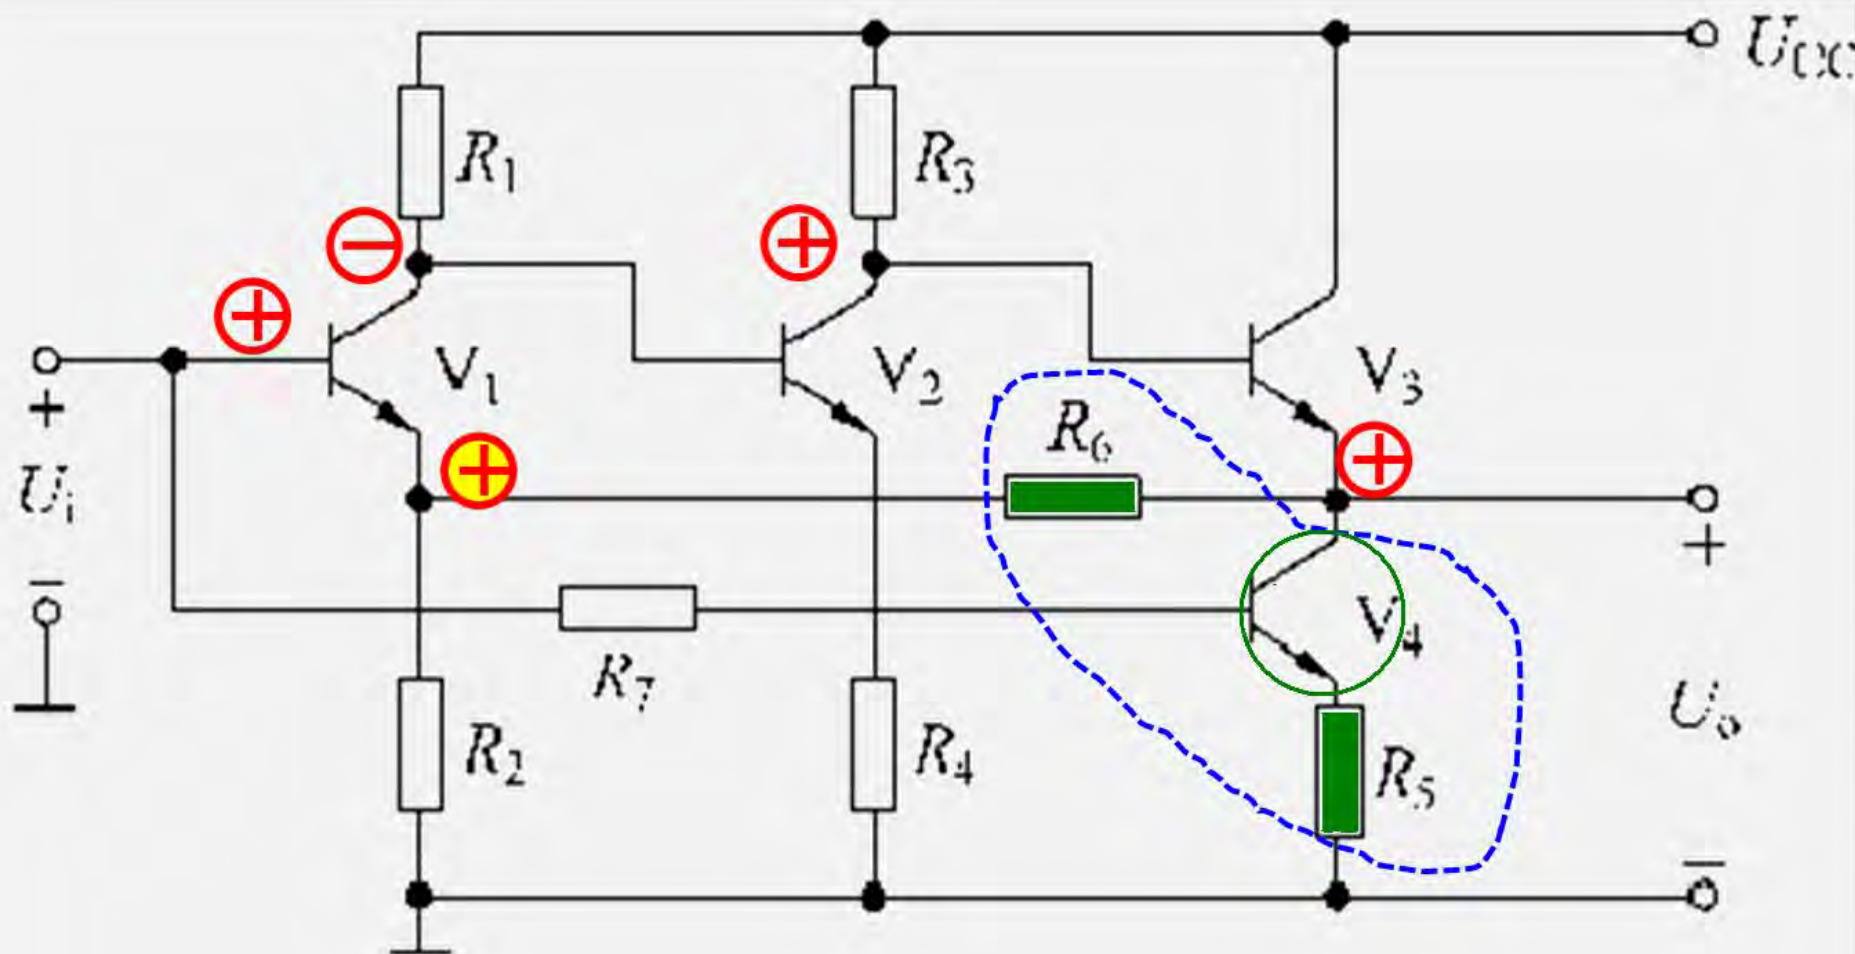 U_CC
R₁
R₃
V₁
V₂
V₃
+
R₆
U_i
−
+
V₄
R₇
R₂
R₄
R₅
U_o
−